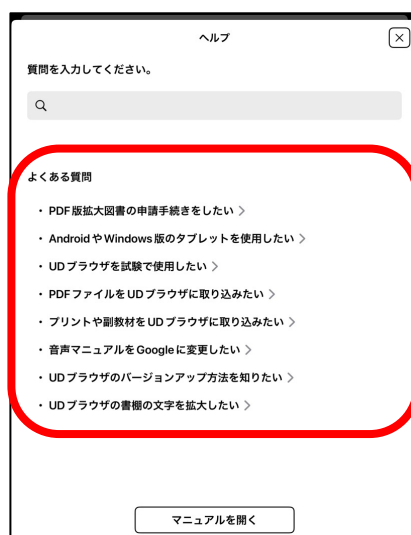 ヘルプ
質問を入力してください。
よくある質問
・ PDF版拡大図書の申請手続きをしたい >
・ AndroidやWindows版のタブレットを使用したい >
・ UDブラウザを試験で使用したい >
・ PDFファイルをUDブラウザに取り込みたい >
・ プリントや副教材をUDブラウザに取り込みたい >
・ 音声マニュアルをGoogleに変更したい >
・ UDブラウザのバージョンアップ方法を知りたい >
・ UDブラウザの書棚の文字を拡大したい >
マニュアルを開く